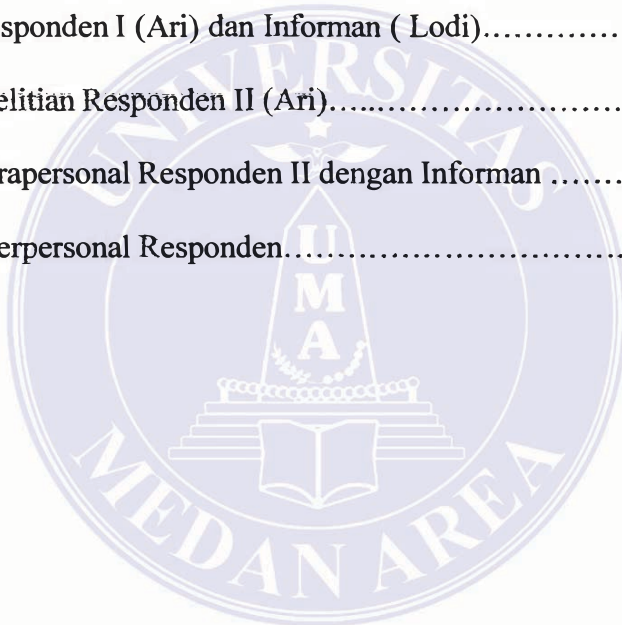 sponden I (Ari) dan Informan ( Lodi)..............
elitian Responden II (Ari)............................
rapersonal Responden II dengan Informan ........
erpersonal Responden...................................
UNIVERSITAS
UMA
MEDAN AREA